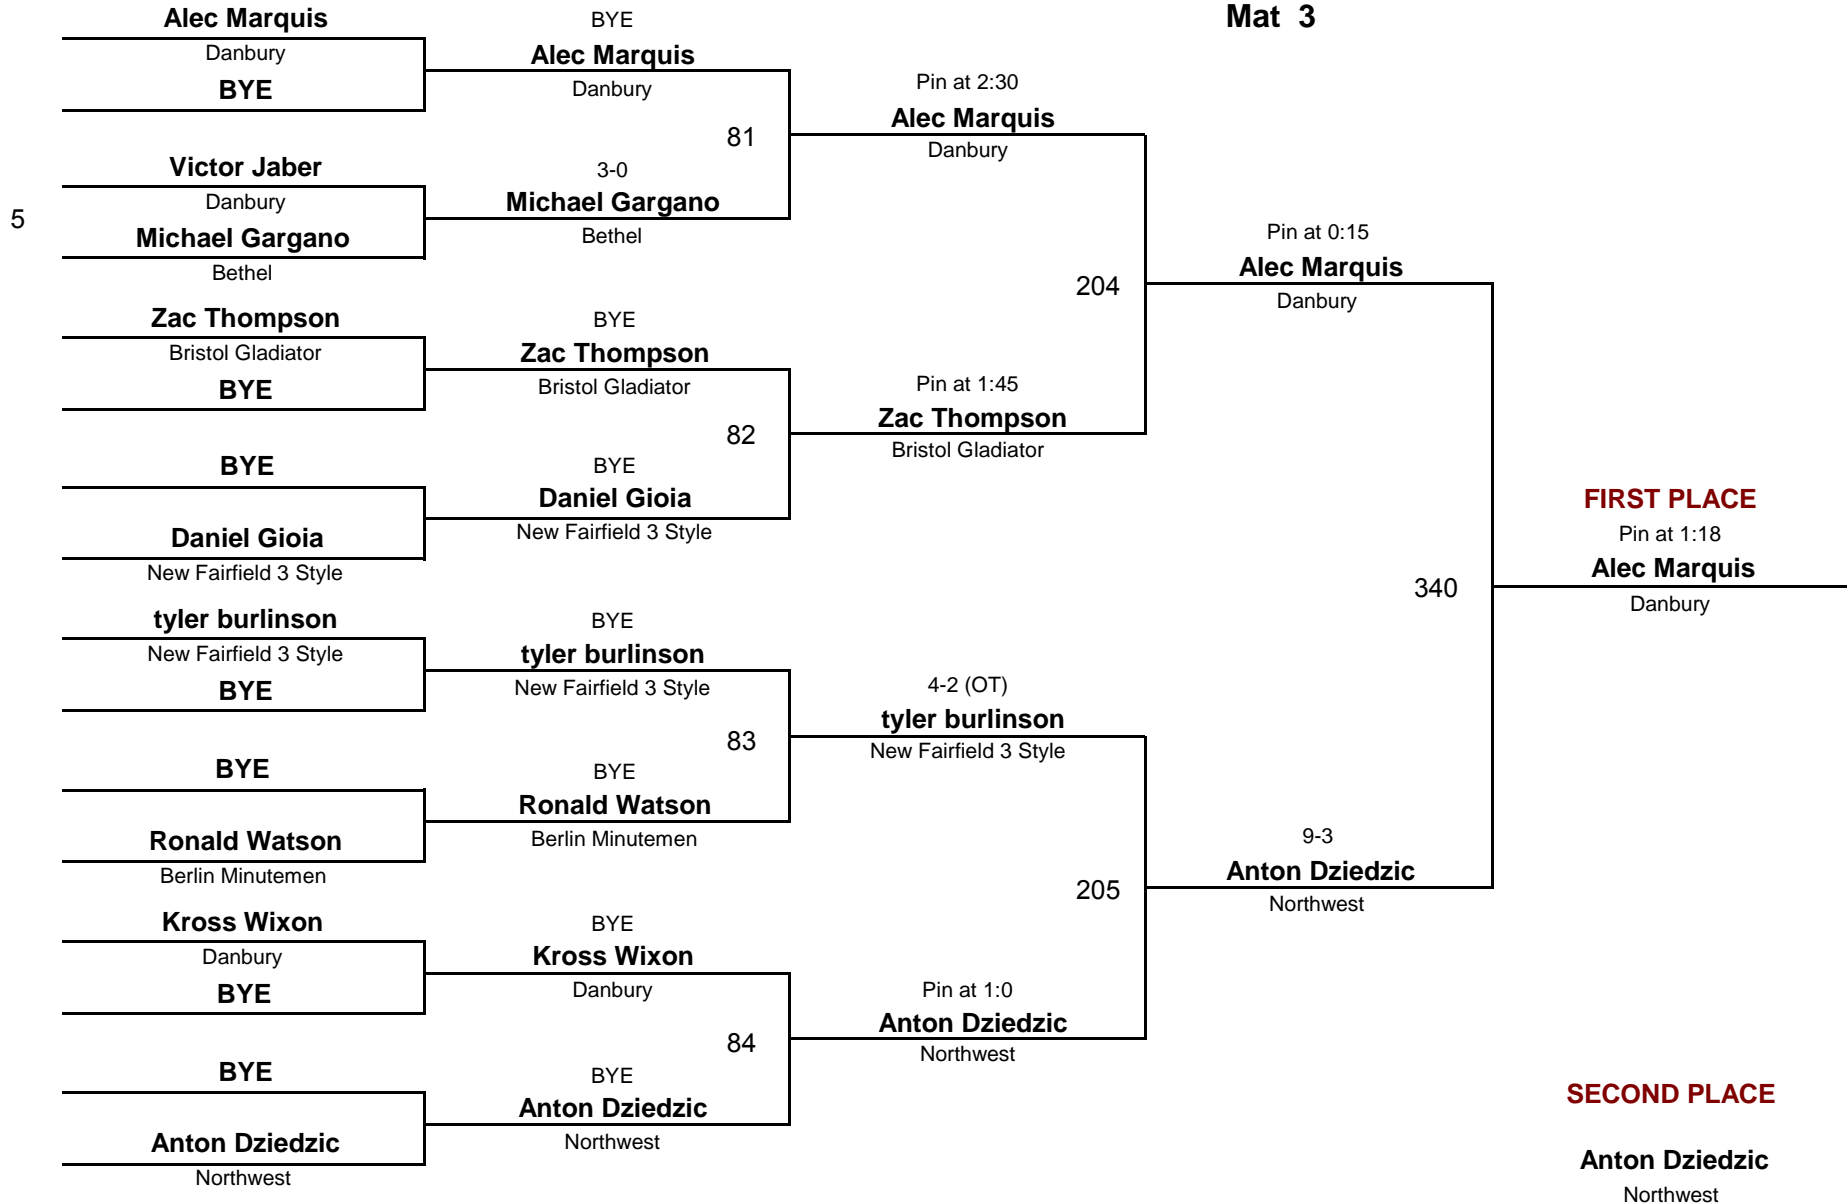 Mat  3
Alec Marquis
Danbury
BYE
5
Victor Jaber
Danbury
Michael Gargano
Bethel
Zac Thompson
Bristol Gladiator
BYE
BYE
Daniel Gioia
New Fairfield 3 Style
tyler burlinson
New Fairfield 3 Style
BYE
BYE
Ronald Watson
Berlin Minutemen
Kross Wixon
Danbury
BYE
BYE
Anton Dziedzic
Northwest
BYE
Alec Marquis
Danbury
81
3-0
Michael Gargano
Bethel
BYE
Zac Thompson
Bristol Gladiator
82
BYE
Daniel Gioia
New Fairfield 3 Style
BYE
tyler burlinson
New Fairfield 3 Style
83
BYE
Ronald Watson
Berlin Minutemen
BYE
Kross Wixon
Danbury
84
BYE
Anton Dziedzic
Northwest
Pin at 2:30
Alec Marquis
Danbury
204
Pin at 1:45
Zac Thompson
Bristol Gladiator
4-2 (OT)
tyler burlinson
New Fairfield 3 Style
205
Pin at 1:0
Anton Dziedzic
Northwest
Pin at 0:15
Alec Marquis
Danbury
340
9-3
Anton Dziedzic
Northwest
FIRST PLACE
Pin at 1:18
Alec Marquis
Danbury
SECOND PLACE
Anton Dziedzic
Northwest